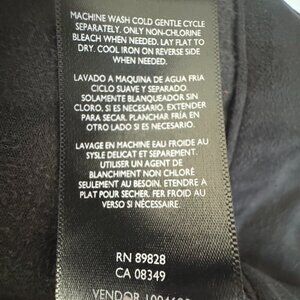 MACHINE WASH COLD GENTLE CYCLE
SEPARATELY. ONLY NON-CHLORINE
BLEACH WHEN NEEDED. LAY FLAT TO
DRY. COOL IRON ON REVERSE SIDE
WHEN NEEDED.
LAVADO A MAQUINA DE AGUA FRIA
CICLO SUAVE Y SEPARADO.
SOLAMENTE BLANQUEADOR SIN
CLORO, SI ES NECESARIO. EXTENDER
PARA SECAR. PLANCHAR FRÍA EN
OTRO LADO SI ES NECESARIO.
LAVAGE EN MACHINE EAU FROIDE AU
SYSLE DELICAT ET SEPAREMENT.
UTILISER UN AGENT DE
BLANCHIMENT NON CHLORÉ
SEULEMENT AU BESOIN. ETENDRE A
PLAT POUR SECHER. FER FROID AU
VERSO SI NÉCESSAIRE.
RN 89828
CA 08349
VENDOR